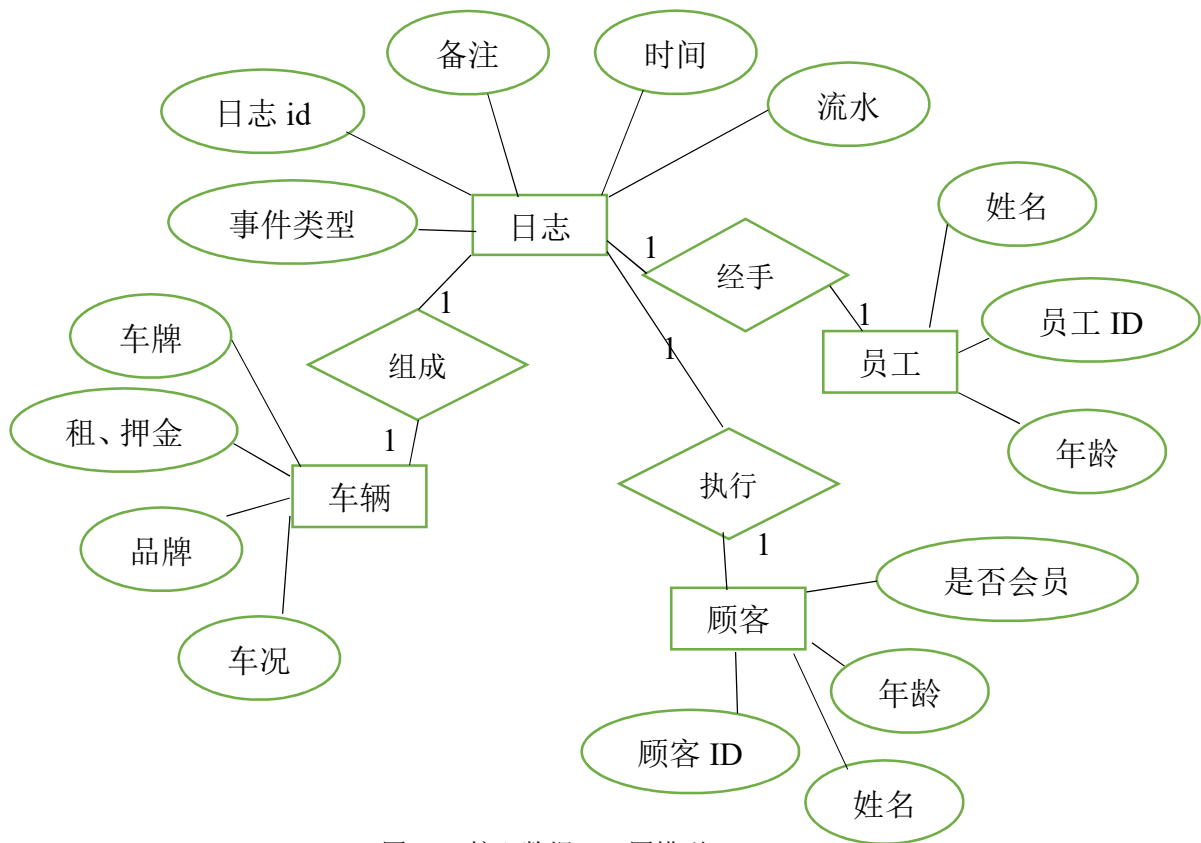 备注
时间
日志 id
流水
事件类型
日志
姓名
1
经手
车牌
1
1
员工 ID
组成
1
员工
租、押金
1
年龄
车辆
执行
品牌
1
是否会员
顾客
车况
年龄
顾客 ID
姓名